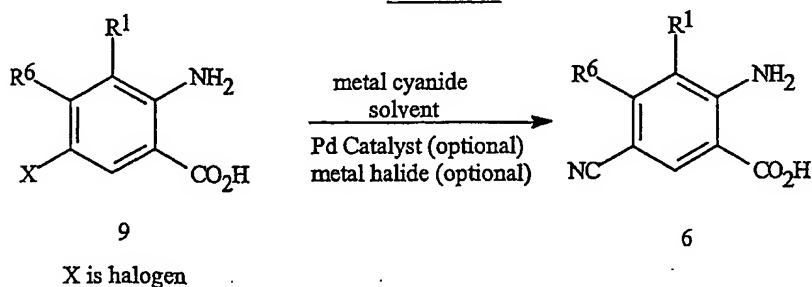 R¹
R⁶
NH₂
X
CO₂H
9
X is halogen
metal cyanide
solvent
Pd Catalyst (optional)
metal halide (optional)
R¹
R⁶
NH₂
NC
CO₂H
6